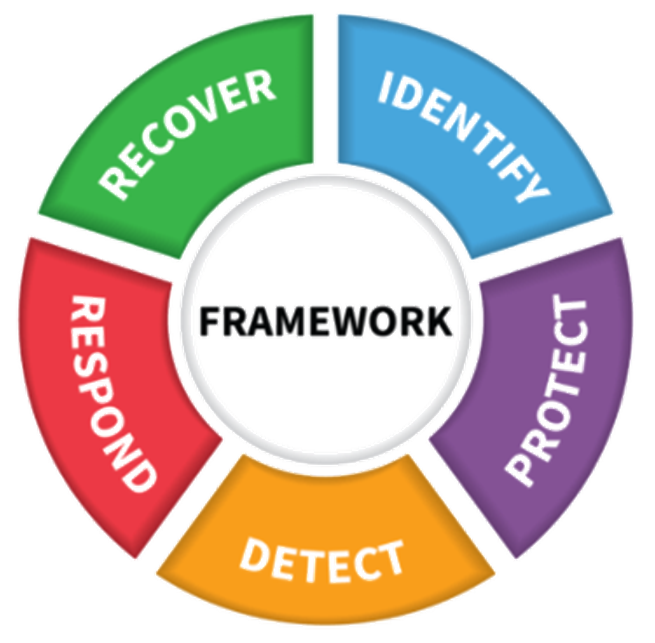 IDENTIFY
PROTECT
DETECT
RESPOND
RECOVER
FRAMEWORK